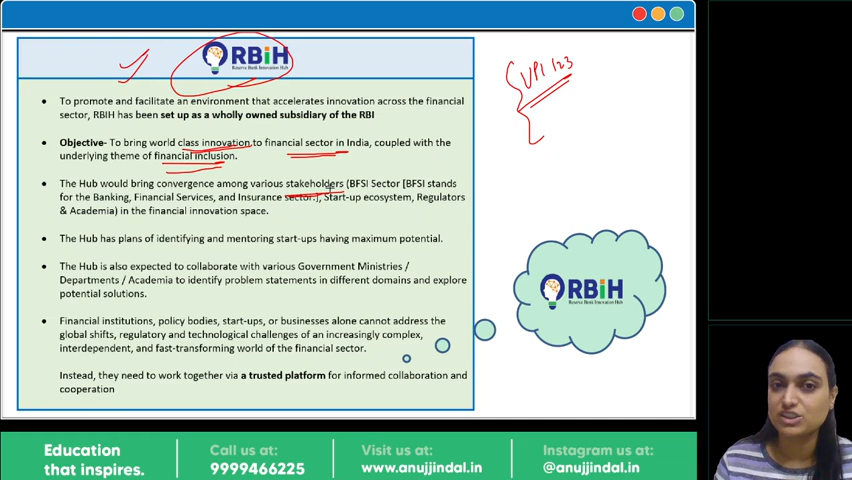 RBiH
Reserve Bank Innovation Hub
UPI 123
• To promote and facilitate an environment that accelerates innovation across the financial
sector, RBIH has been set up as a wholly owned subsidiary of the RBI
• Objective- To bring world class innovation to financial sector in India, coupled with the
underlying theme of financial inclusion.
• The Hub would bring convergence among various stakeholders (BFSI Sector [BFSI stands
for the Banking, Financial Services, and Insurance sector.], Start-up ecosystem, Regulators
& Academia) in the financial innovation space.
• The Hub has plans of identifying and mentoring start-ups having maximum potential.
• The Hub is also expected to collaborate with various Government Ministries /
Departments / Academia to identify problem statements in different domains and explore
potential solutions.
• Financial institutions, policy bodies, start-ups, or businesses alone cannot address the
global shifts, regulatory and technological challenges of an increasingly complex,
interdependent, and fast-transforming world of the financial sector.
Instead, they need to work together via a trusted platform for informed collaboration and
cooperation
RBiH
Reserve Bank Innovation Hub
Education
that inspires.
Call us at:
9999466225
Visit us at:
www.anujjindal.in
Instagram us at:
@anujjindal.in